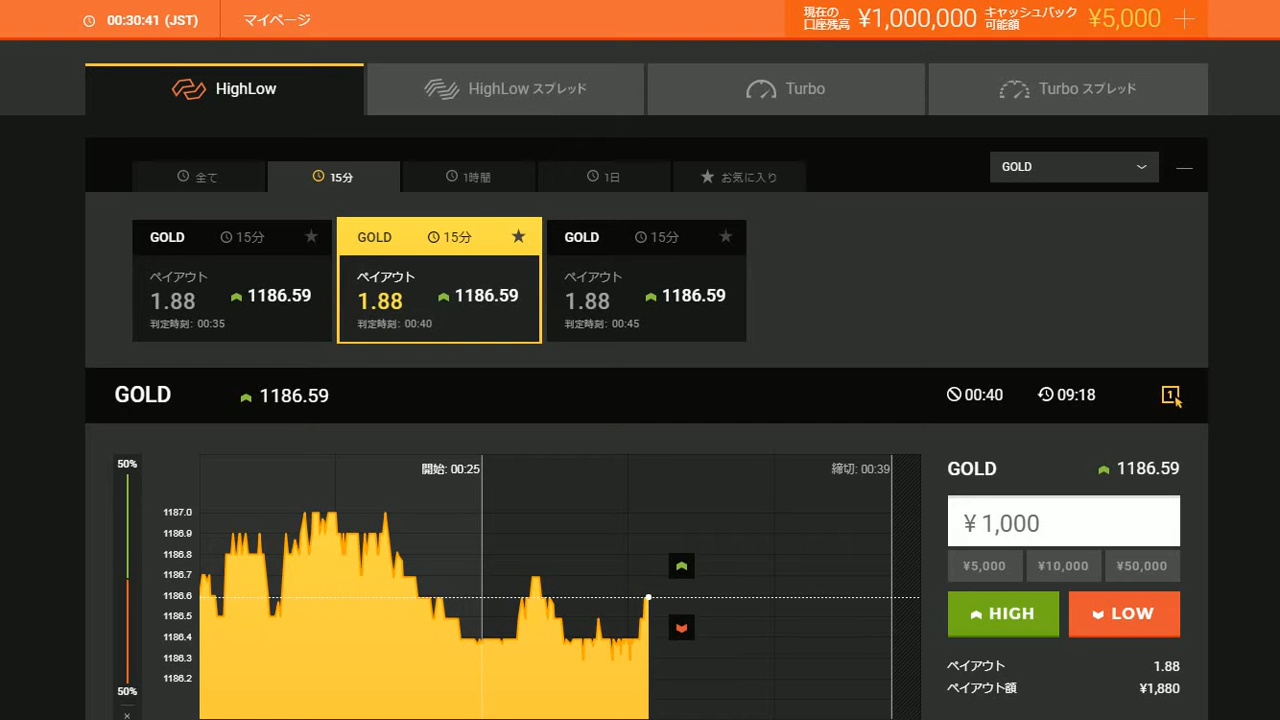 00:30:41 (JST)
マイページ
現在の
口座残高
¥1,000,000
キャッシュバック
可能額
¥5,000
HighLow
HighLow スプレッド
Turbo
Turbo スプレッド
全て
15分
1時間
1日
お気に入り
GOLD
GOLD 15分
ペイアウト
1.88 1186.59
判定時刻: 00:35
GOLD 15分
ペイアウト
1.88 1186.59
判定時刻: 00:40
GOLD 15分
ペイアウト
1.88 1186.59
判定時刻: 00:45
GOLD 1186.59 00:40 09:18 1
50%
50%
開始: 00:25
締切: 00:39
1187.0
1186.9
1186.8
1186.7
1186.6
1186.5
1186.4
1186.3
1186.2
GOLD 1186.59
¥ 1,000
¥5,000 ¥10,000 ¥50,000
HIGH LOW
ペイアウト 1.88
ペイアウト額 ¥1,880